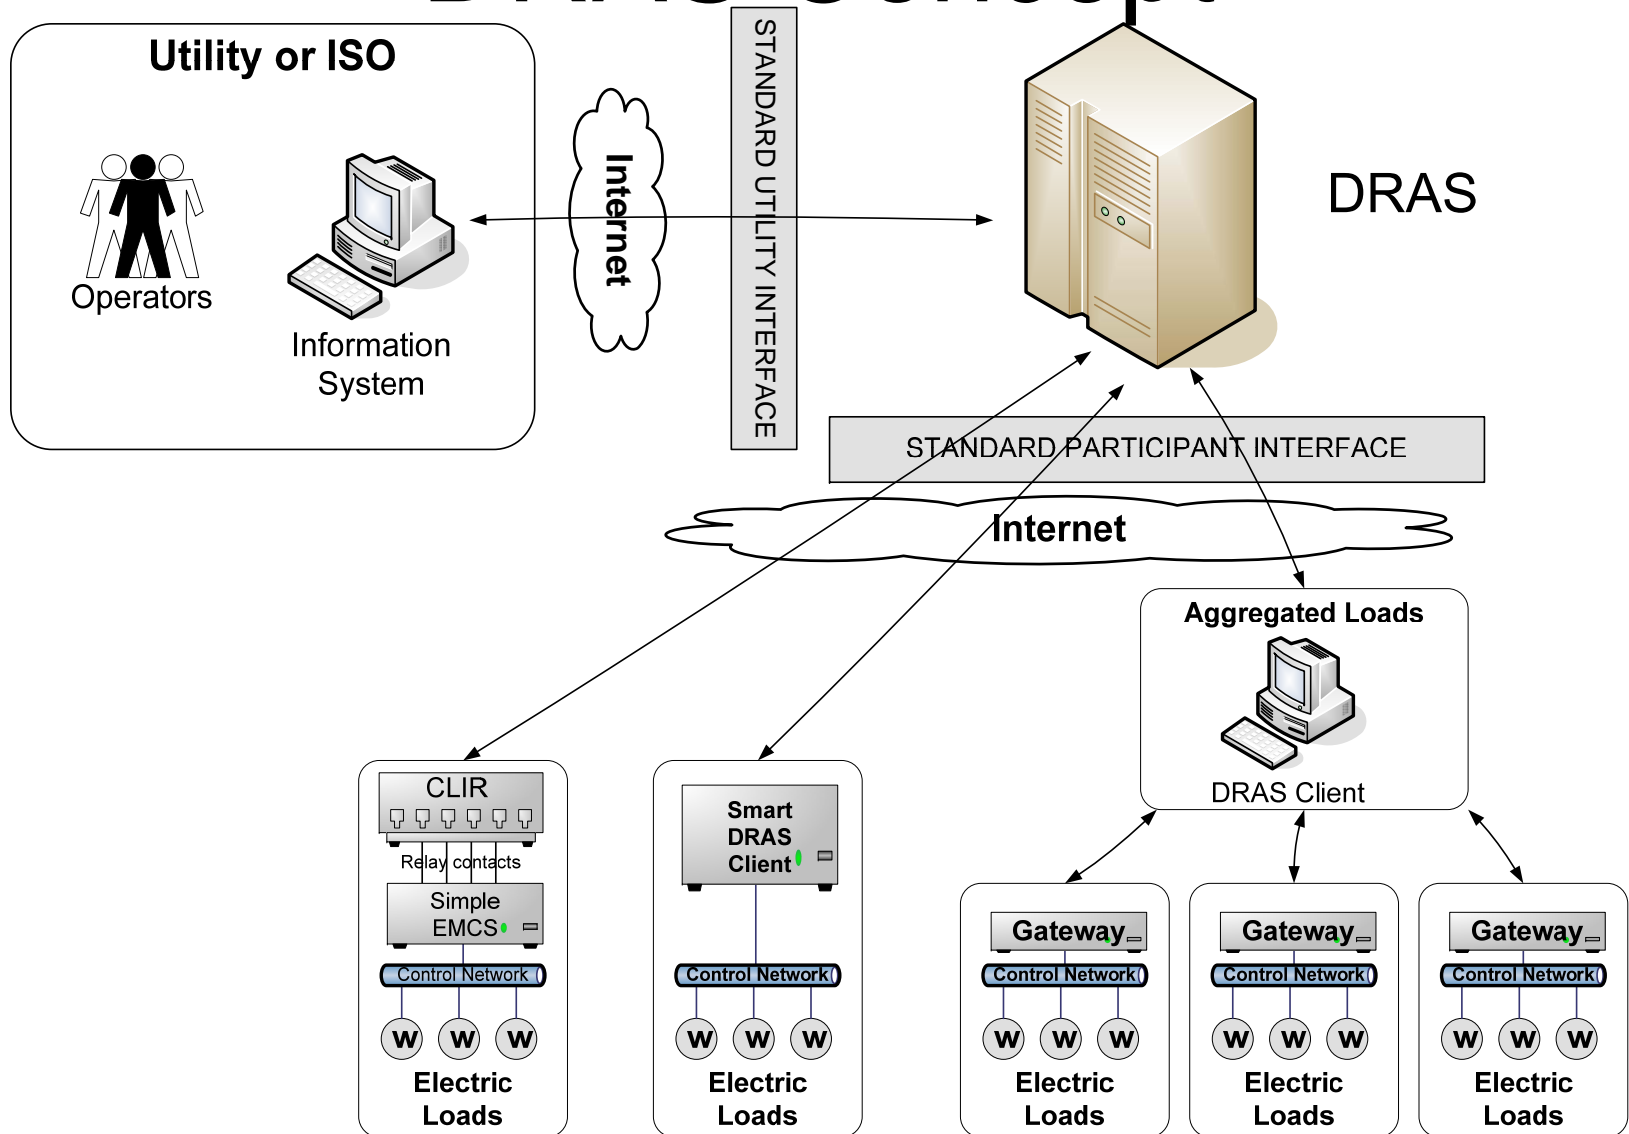 DRAS Concept
Utility or ISO
Operators
Information
System
Internet
STANDARD UTILITY INTERFACE
DRAS
STANDARD PARTICIPANT INTERFACE
Internet
Aggregated Loads
DRAS Client
CLIR
Relay contacts
Simple
EMCS
Control Network
W W W
Electric
Loads
Smart
DRAS
Client
Control Network
W W W
Electric
Loads
Gateway
Control Network
W W W
Electric
Loads
Gateway
Control Network
W W W
Electric
Loads
Gateway
Control Network
W W W
Electric
Loads